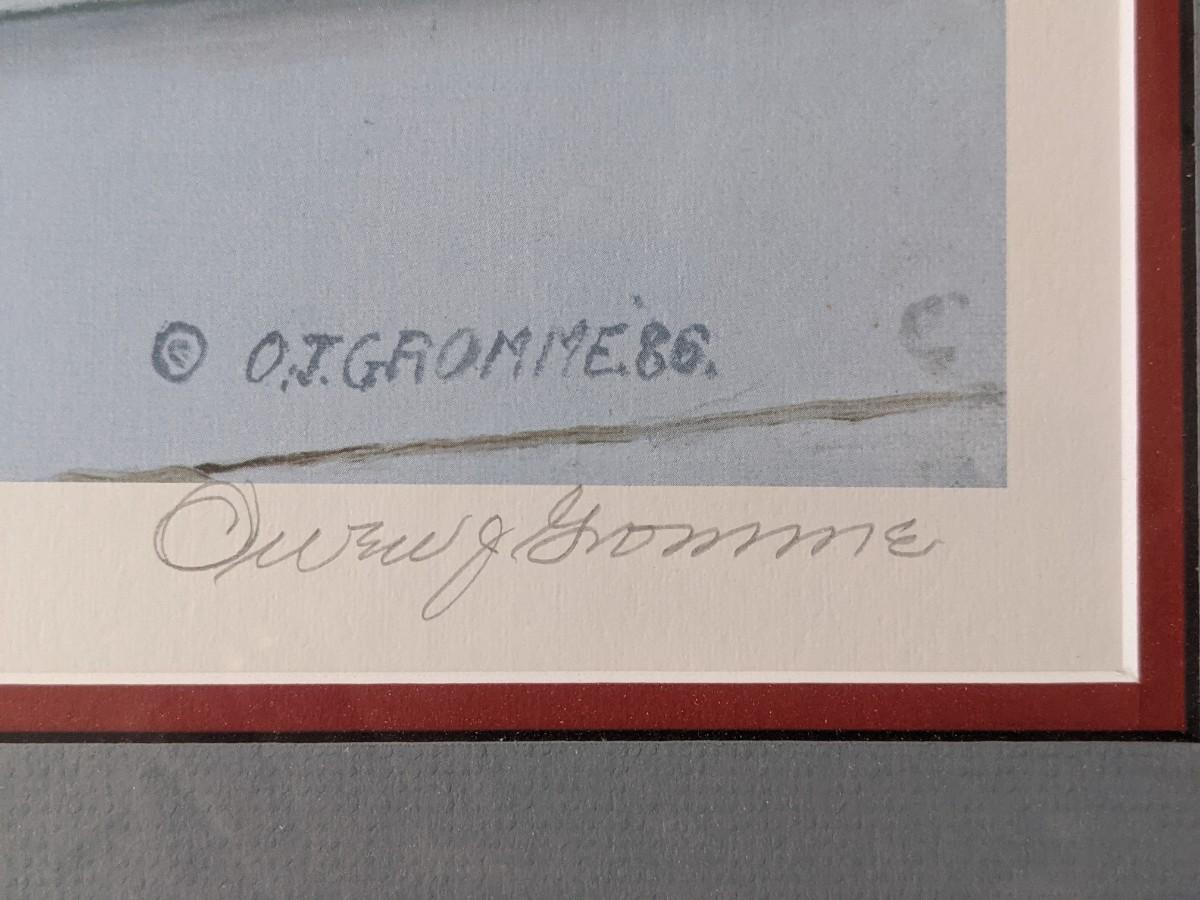 © O.J. GROMME. '86.
C
Owen J Gromme